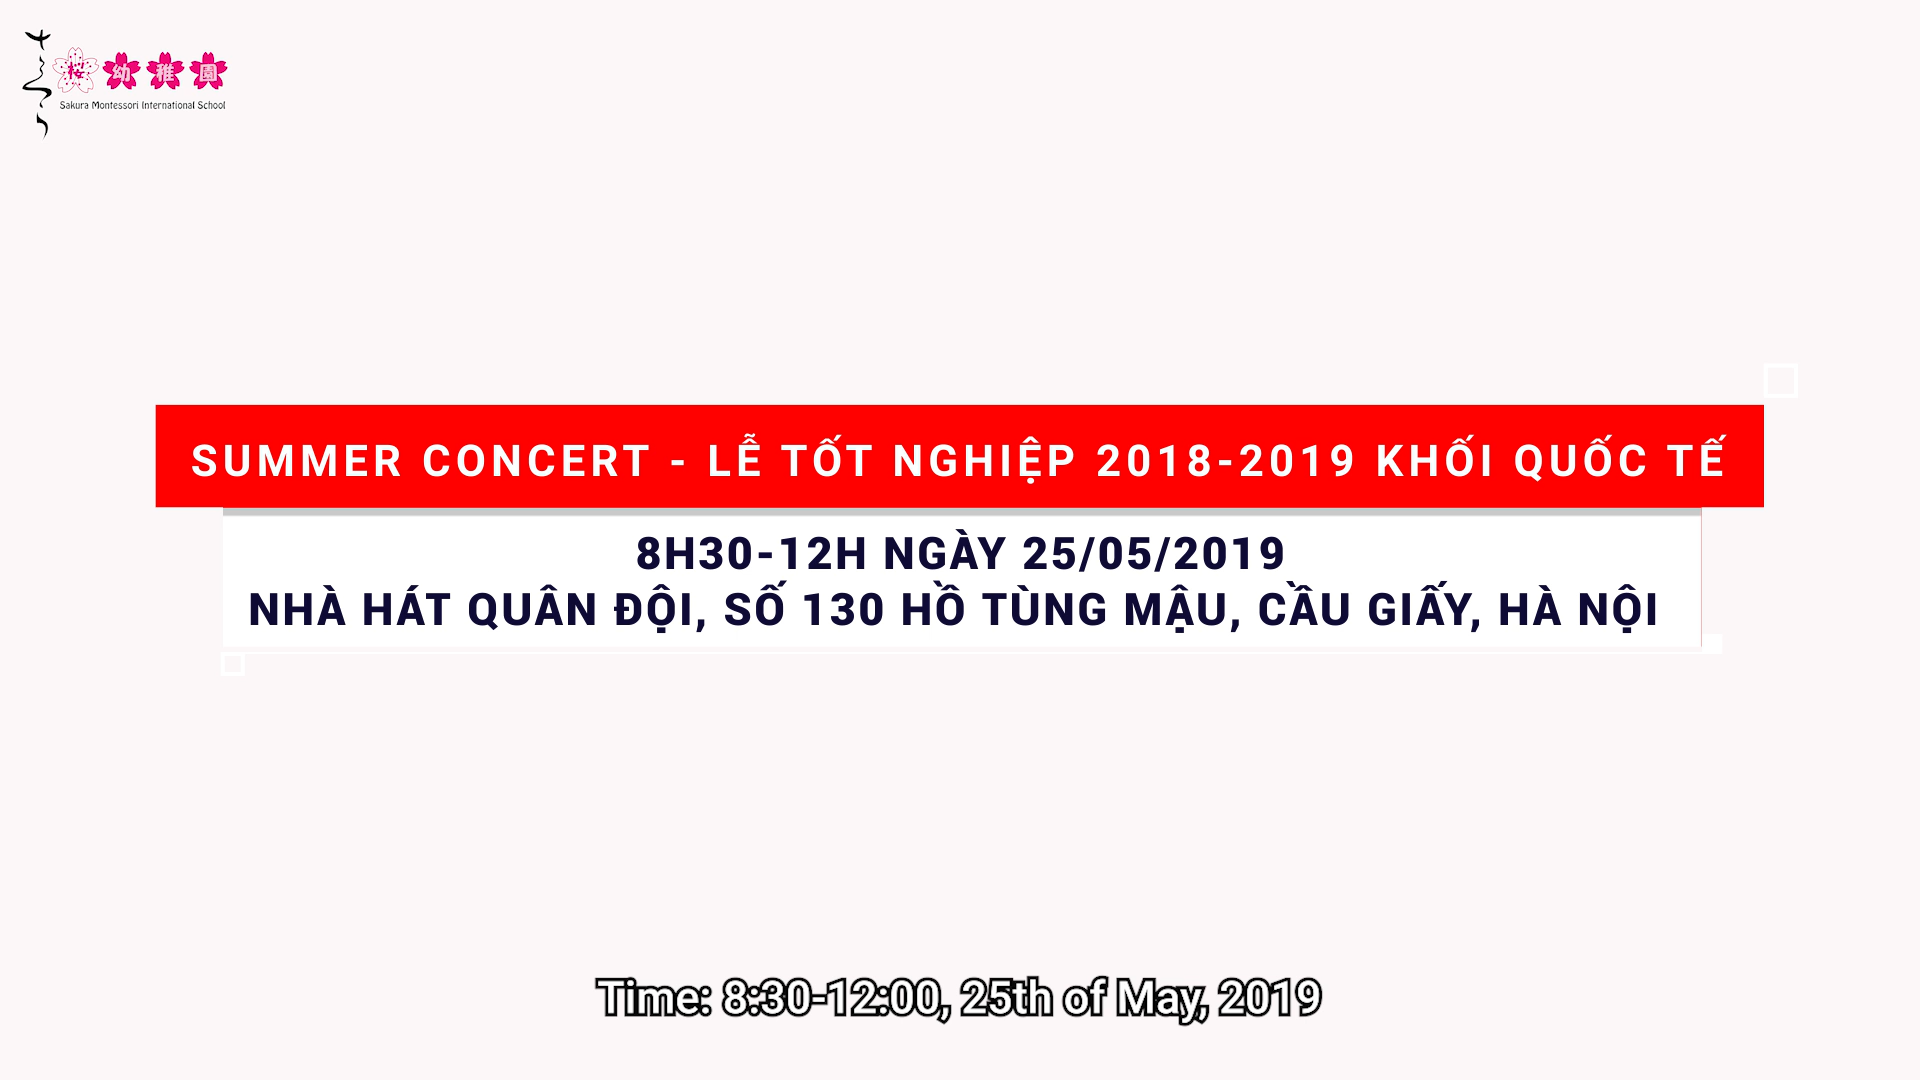 桜幼稚園
Sakura Montessori International School
SUMMER CONCERT - LỄ TỐT NGHIỆP 2018-2019 KHỐI QUỐC TẾ
8H30-12H NGÀY 25/05/2019
NHÀ HÁT QUÂN ĐỘI, SỐ 130 HỒ TÙNG MẬU, CẦU GIẤY, HÀ NỘI
Time: 8:30-12:00, 25th of May, 2019